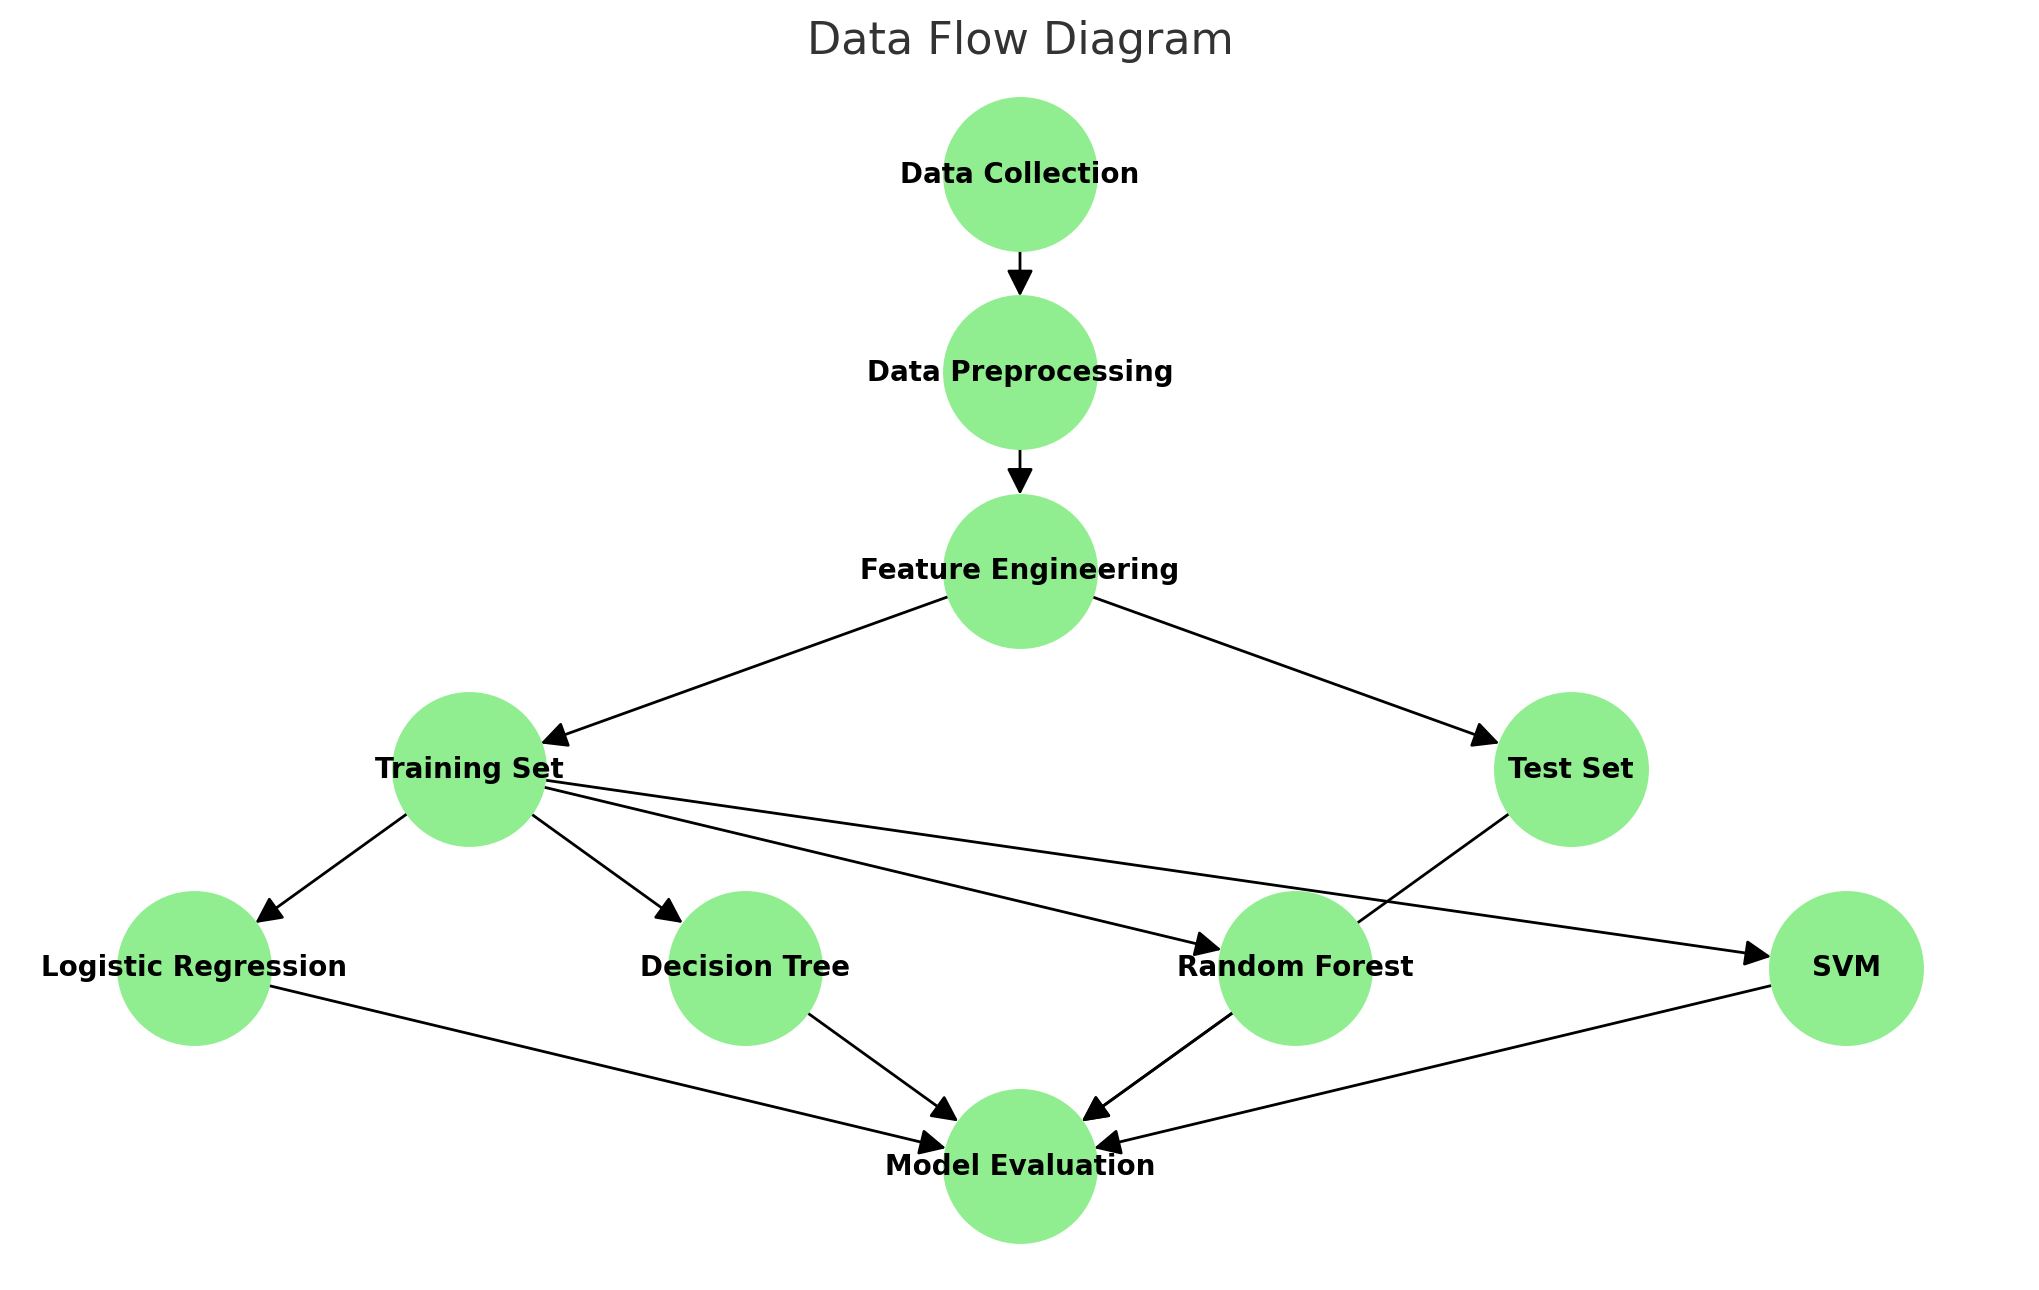 Data Flow Diagram
Data Collection
Data Preprocessing
Feature Engineering
Training Set
Test Set
Logistic Regression
Decision Tree
Random Forest
SVM
Model Evaluation